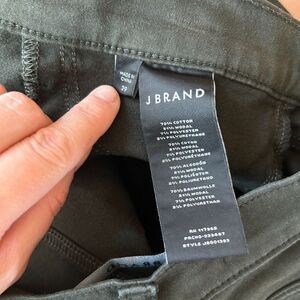 MADE IN
CHINA
29
J BRAND
70% COTTON
21% MODAL
7% POLYESTER
2% POLYURETHANE
70% COTON
21% MODAL
7% POLYESTER
2% POLYURETHANE
70% ALGODÓN
21% MODAL
7% POLIÉSTER
2% POLIURETANO
70% BAUMWOLLE
21% MODAL
7% POLYESTER
2% POLYURETHAN
RN 117968
STYLE JB001393